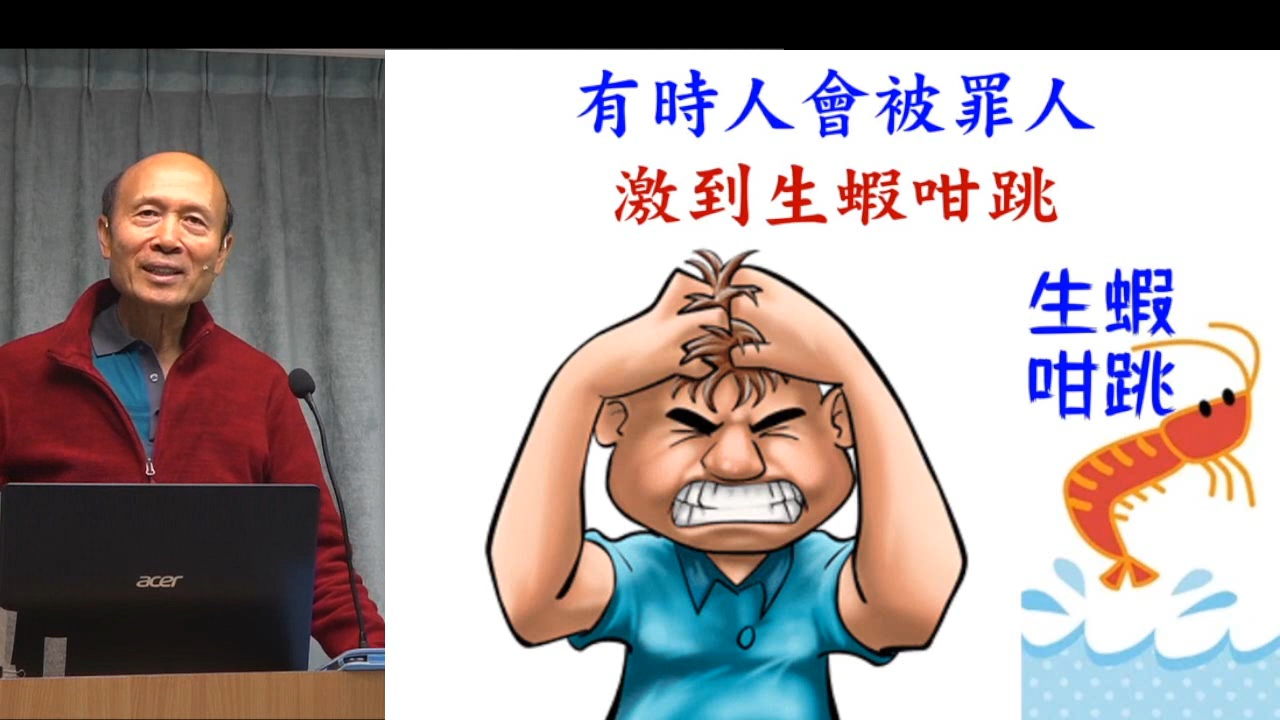 有時人會被罪人
激到生蝦咁跳
生蝦
咁跳
acer